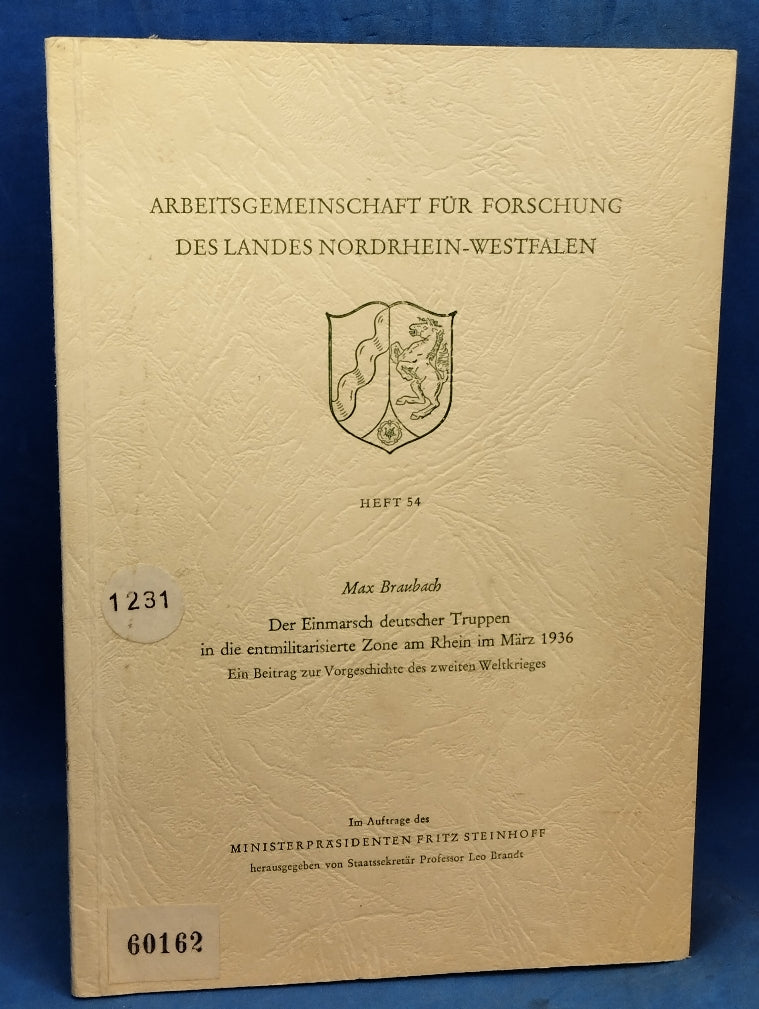 ARBEITSGEMEINSCHAFT FÜR FORSCHUNG
DES LANDES NORDRHEIN-WESTFALEN
HEFT 54
1231
Max Braubach
Der Einmarsch deutscher Truppen
in die entmilitarisierte Zone am Rhein im März 1936
Ein Beitrag zur Vorgeschichte des zweiten Weltkrieges
Im Auftrage des
MINISTERPRÄSIDENTEN FRITZ STEINHOFF
herausgegeben von Staatssekretär Professor Leo Brandt
60162